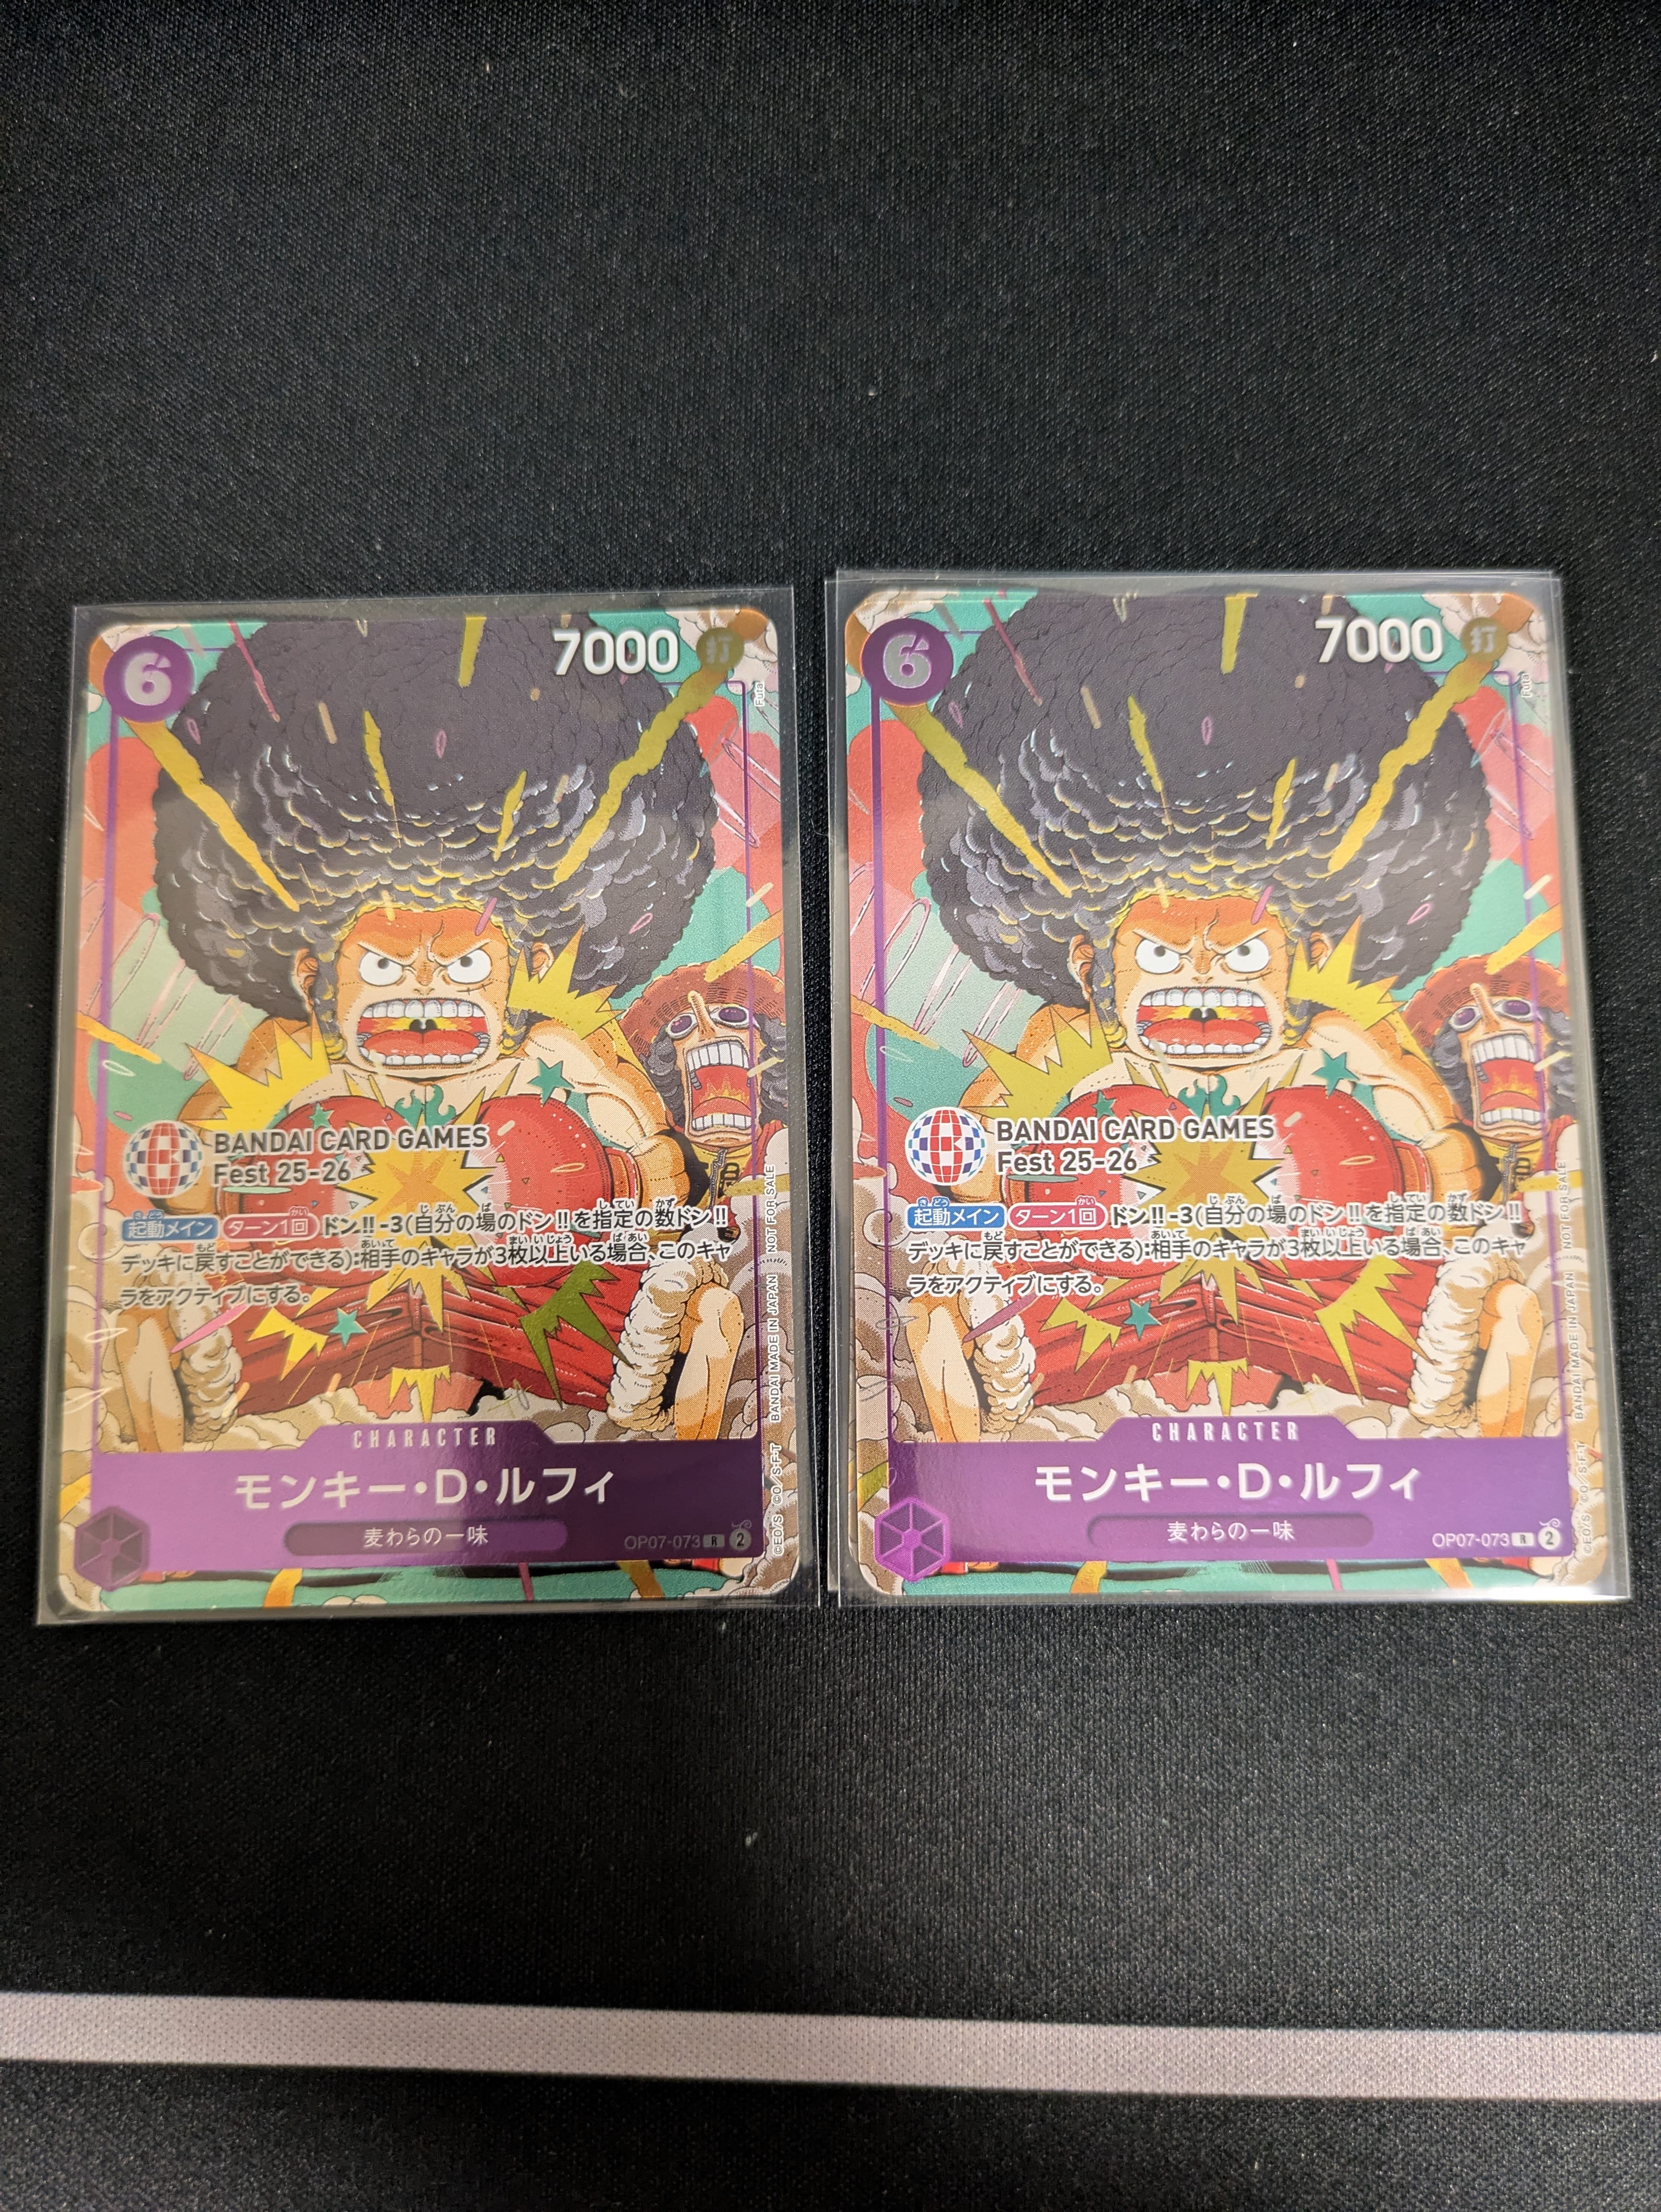 6
7000
打
Futa
BANDAI CARD GAMES
Fest 25-26
起動メイン ターン1回 ドン!!-3(自分の場のドン!!を指定の数ドン!!
デッキに戻すことができる):相手のキャラが3枚以上いる場合、このキャ
ラをアクティブにする。
CHARACTER
モンキー・D・ルフィ
麦わらの一味
OP07-073 R 2
©EO/S ©O/S·F·T BANDAI MADE IN JAPAN NOT FOR SALE
6
7000
打
Futa
BANDAI CARD GAMES
Fest 25-26
起動メイン ターン1回 ドン!!-3(自分の場のドン!!を指定の数ドン!!
デッキに戻すことができる):相手のキャラが3枚以上いる場合、このキャ
ラをアクティブにする。
CHARACTER
モンキー・D・ルフィ
麦わらの一味
OP07-073 R 2
©EO/S ©O/S·F·T BANDAI MADE IN JAPAN NOT FOR SALE